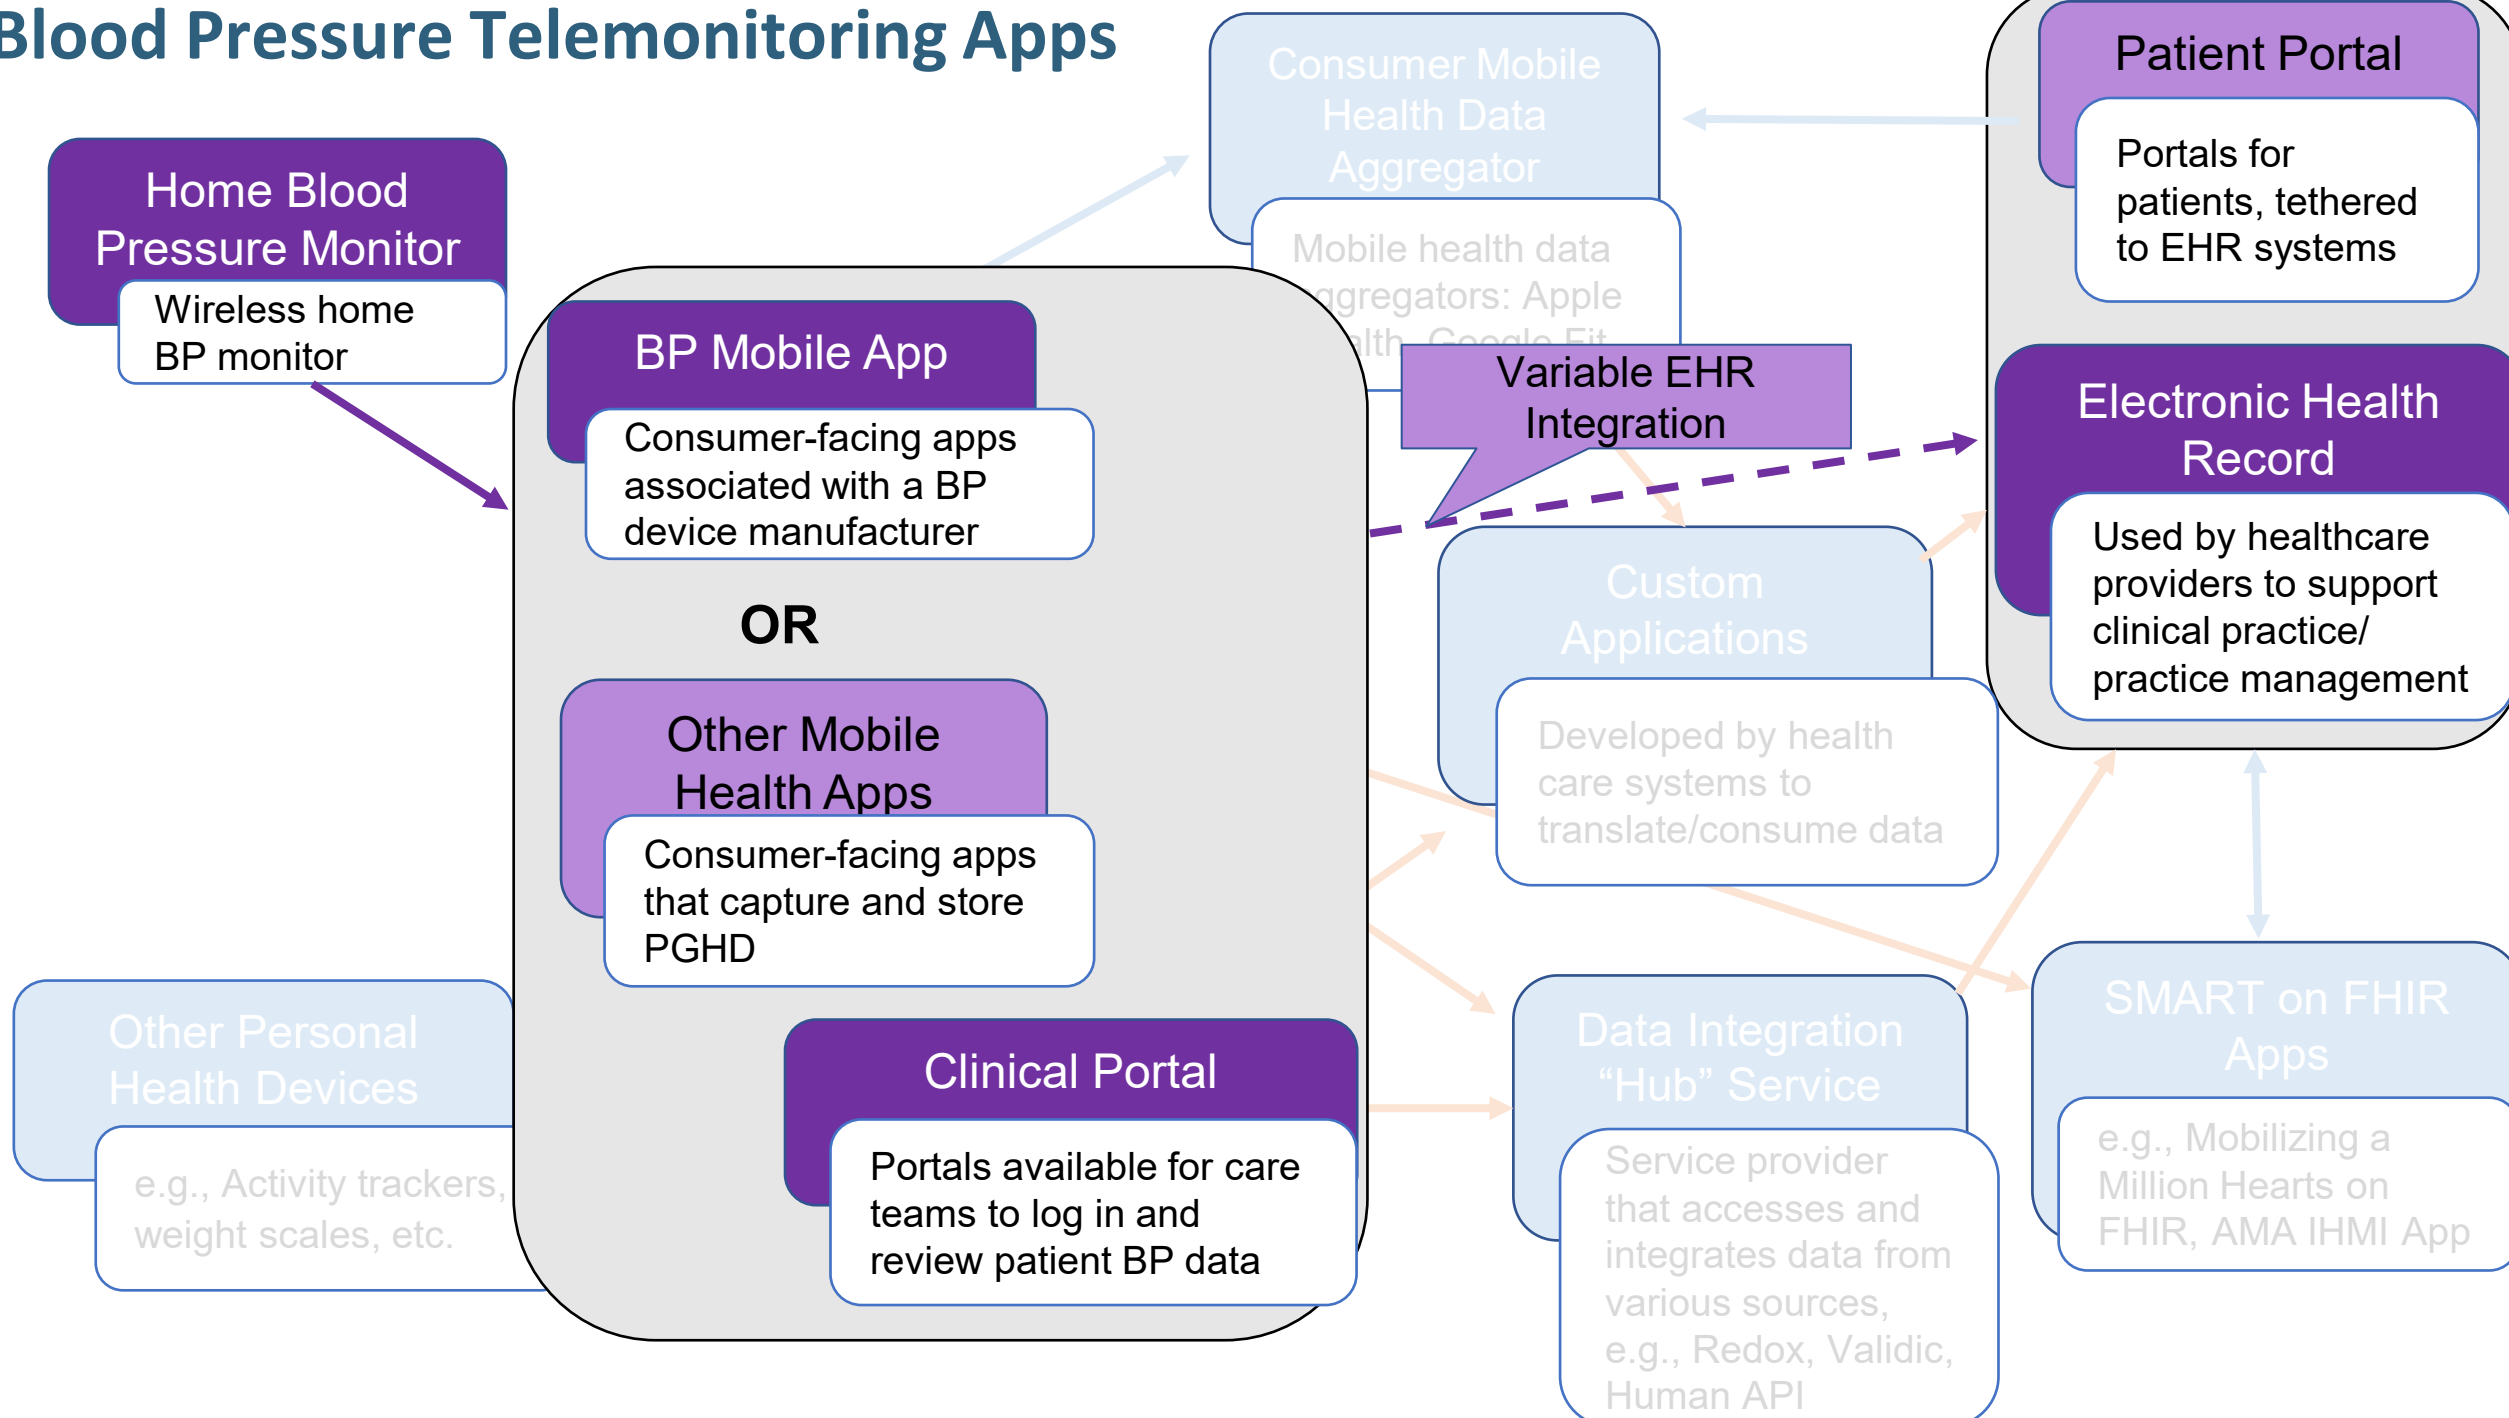 Blood Pressure Telemonitoring Apps
Home Blood
Pressure Monitor
Wireless home
BP monitor
BP Mobile App
Consumer-facing apps
associated with a BP
device manufacturer
OR
Other Mobile
Health Apps
Consumer-facing apps
that capture and store
PGHD
Clinical Portal
Portals available for care
teams to log in and
review patient BP data
Other Personal
Health Devices
e.g., Activity trackers,
weight scales, etc.
Consumer Mobile
Health Data
Aggregator
Mobile health data
aggregators: Apple
Google Fit
Variable EHR
Integration
Custom
Applications
Developed by health
care systems to
translate/consume data
Data Integration
“Hub” Service
Service provider
that accesses and
integrates data from
various sources,
e.g., Redox, Validic,
Human API
Patient Portal
Portals for
patients, tethered
to EHR systems
Electronic Health
Record
Used by healthcare
providers to support
clinical practice/
practice management
SMART on FHIR
Apps
e.g., Mobilizing a
Million Hearts on
FHIR, AMA IHMI App